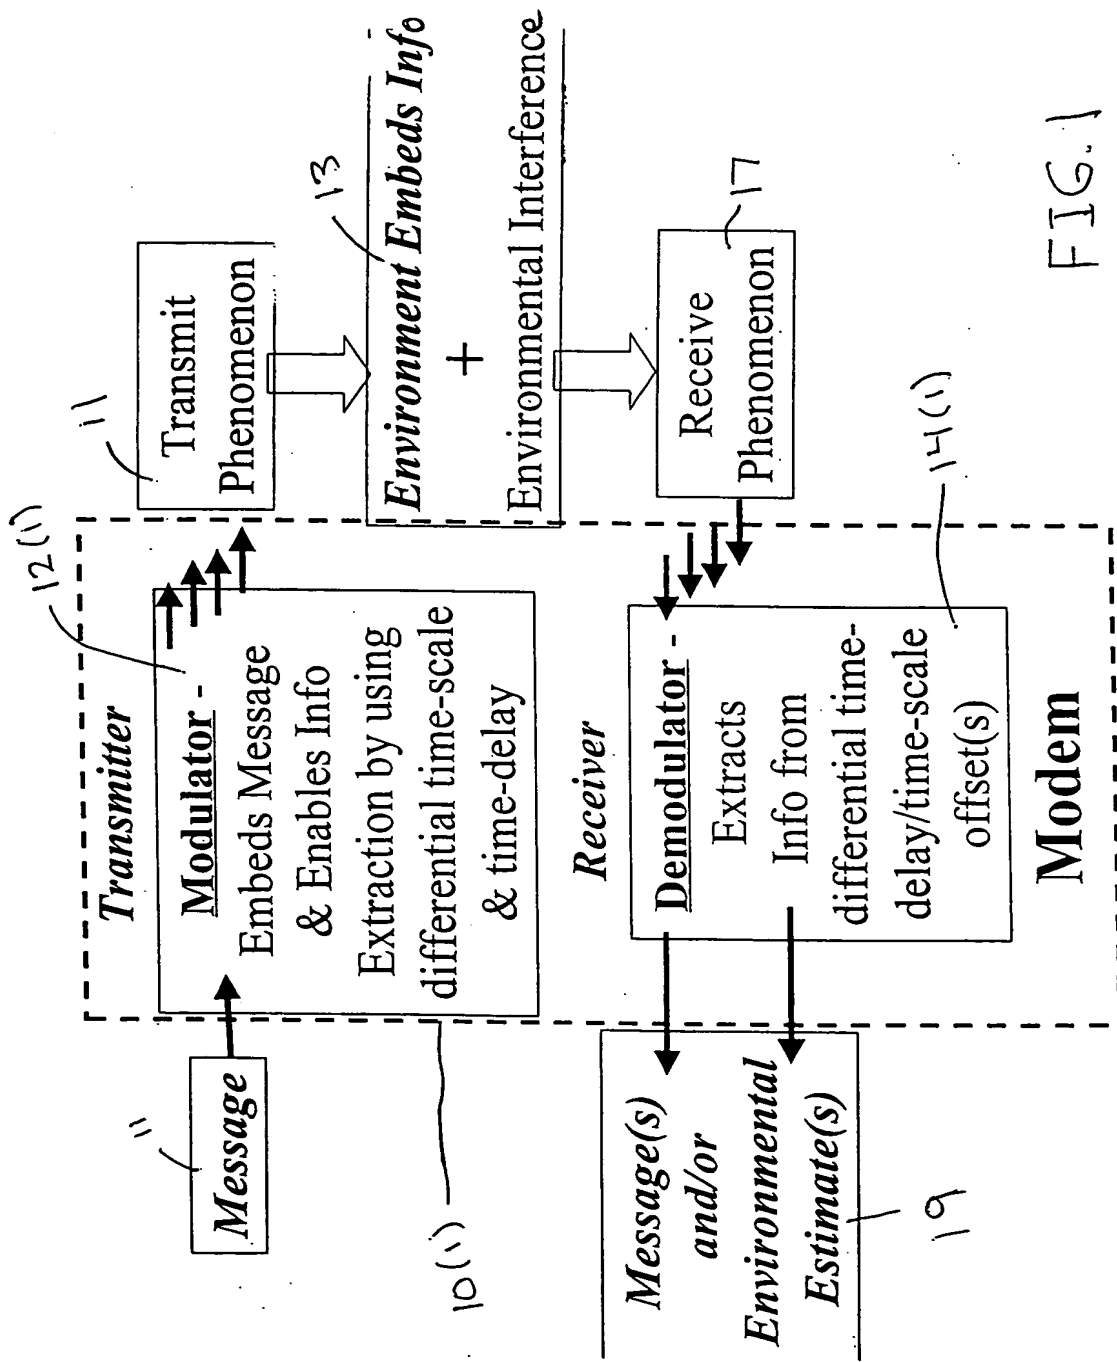 11
Message
10(1)
Transmitter
12(1)
Modulator -
Embeds Message
& Enables Info
Extraction by using
differential time-scale
& time-delay
11
Transmit
Phenomenon
13
Environment Embeds Info
+
Environmental Interference
Receive
Phenomenon
17
Receiver
Demodulator -
Extracts
Info from
differential time-
delay/time-scale
offset(s)
14(1)
Modem
Message(s)
and/or
Environmental
Estimate(s)
19
FIG. 1